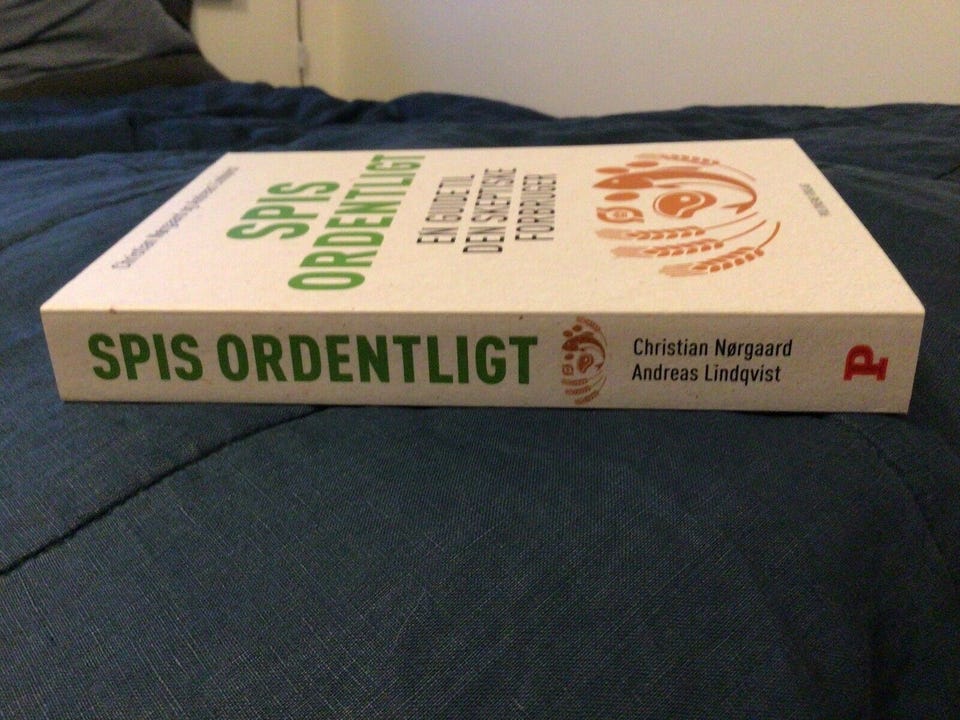 Christian Nørgaard og Andreas Lindqvist
SPIS
ORDENTLIGT
EN GUIDE TIL
DEN SKEPTISKE
FORBRUGER
SPIS ORDENTLIGT
Christian Nørgaard
Andreas Lindqvist
P